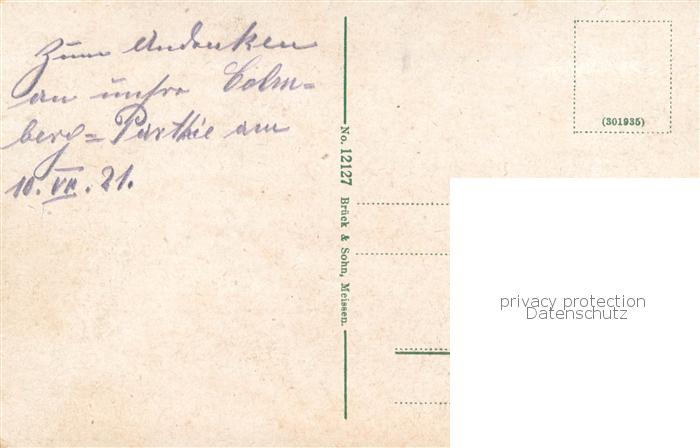 Zum Andenken
an unsre Colm=
berg=Parthie am
10. VII. 21.
No. 12127 Brück & Sohn, Meissen.
(301935)
privacy protection
Datenschutz